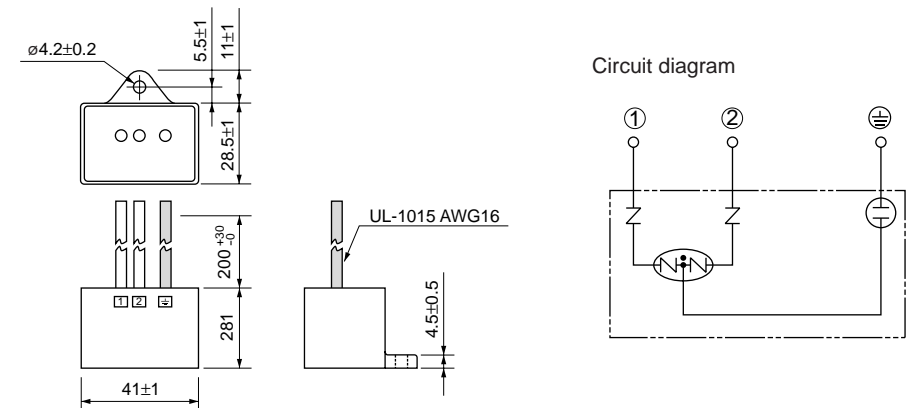 ø4.2±0.2
5.5±1
11±1
28.5±1
Circuit diagram
① ②
UL-1015 AWG16
200 +30 -0
1 2
281
4.5±0.5
41±1